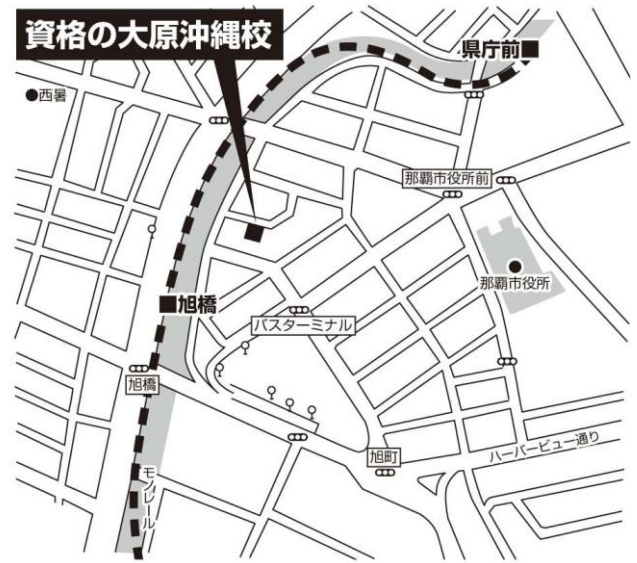 資格の大原沖縄校
県庁前
●西署
那覇市役所前
那覇市役所
旭橋
バスターミナル
旭橋
旭町
ハーバービュー通り
モノレール